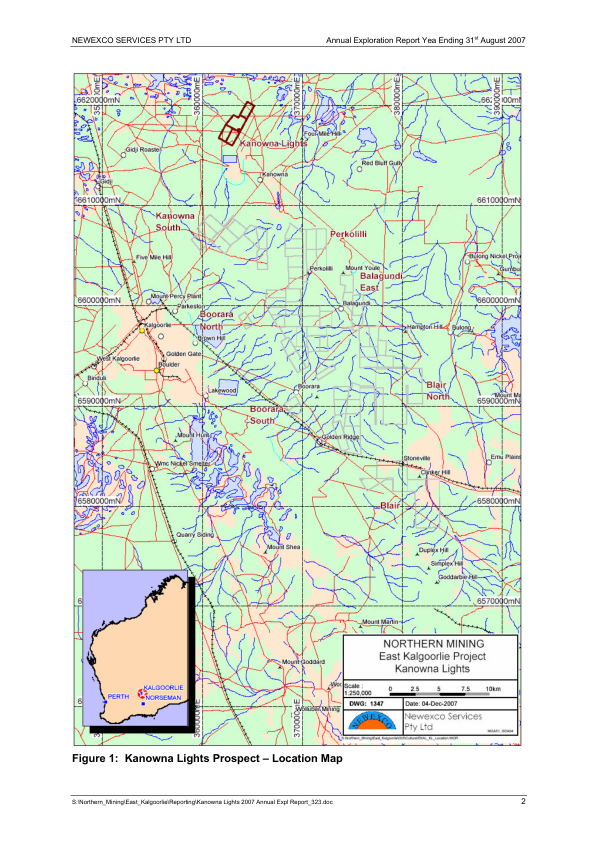 NEWEXCO SERVICES PTY LTD
Annual Exploration Report Yea Ending 31st August 2007
6620000mN
360000mE
370000mE
380000mE
390000mE
Four Mile Hill
Kanowna Lights
Gidji Roaster
Red Bluff Gully
Kanowna
Gidji
6610000mN
6610000mN
Kanowna
South
Perkolilli
Five Mile Hill
Bulong Nickel Proj
Perkolilli
Mount Youle
Balagundi
East
Mount Percy Plant
6600000mN
6600000mN
Parkeston
Balagundi
Boorara
North
Kalgoorlie
Hampton Hill
Bulong
Brown Hill
West Kalgoorlie
Golden Gate
Boulder
Binduli
Lakewood
Boorara
Blair
North
6590000mN
6590000mN
Boorara
South
Mount Hunt
Golden Ridge
Wmc Nickel Smelter
Stoneville
Emu Plains
Clinker Hill
6580000mN
6580000mN
Blair
Quarry Siding
Mount Shea
Duplex Hill
Simplex Hill
Goddarbie Hill
6570000mN
Mount Martin
Mount Goddard
360000mE
370000mE
KALGOORLIE
PERTH
NORSEMAN
NORTHERN MINING
East Kalgoorlie Project
Kanowna Lights
Scale :
1:250,000
0 2.5 5 7.5 10km
DWG: 1347
Date: 04-Dec-2007
NEWEXCO
Newexco Services
Pty Ltd
Figure 1: Kanowna Lights Prospect – Location Map
S:\Northern_Mining\East_Kalgoorlie\Reporting\Kanowna Lights 2007 Annual Expl Report_323.doc
2